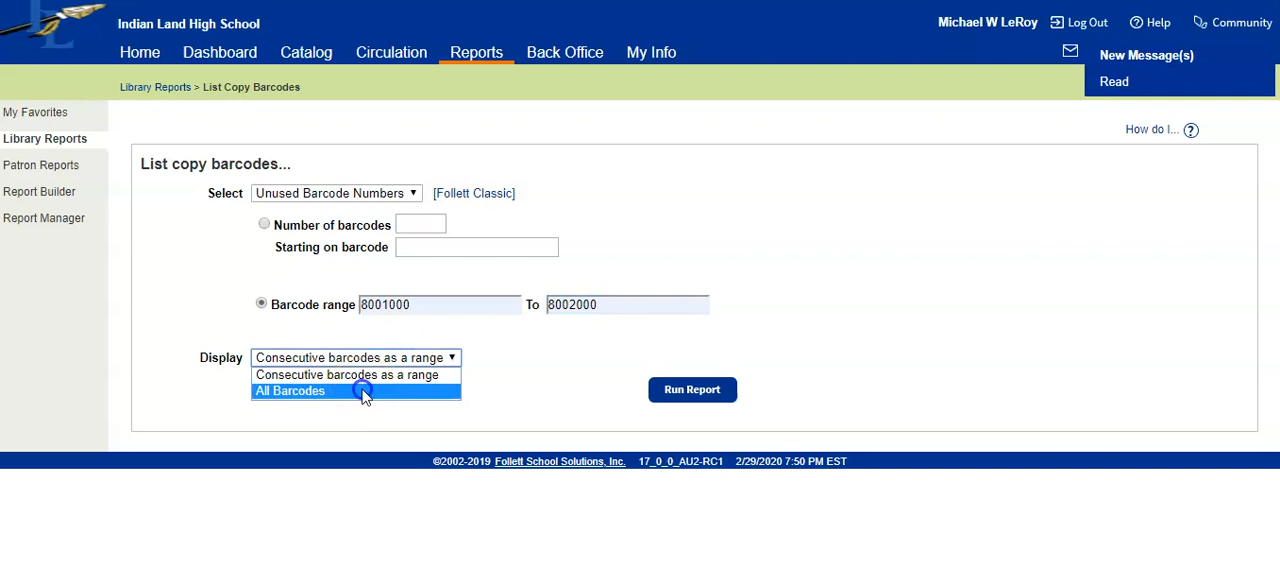 Indian Land High School
Michael W LeRoy Log Out Help Community
Home Dashboard Catalog Circulation Reports Back Office My Info
New Message(s)
Read
Library Reports > List Copy Barcodes
My Favorites
Library Reports
Patron Reports
Report Builder
Report Manager
How do I... ?
List copy barcodes...
Select Unused Barcode Numbers [Follett Classic]
Number of barcodes
Starting on barcode
Barcode range 8001000 To 8002000
Display Consecutive barcodes as a range
Consecutive barcodes as a range
All Barcodes
Run Report
©2002-2019 Follett School Solutions, Inc. 17_0_0_AU2-RC1 2/29/2020 7:50 PM EST